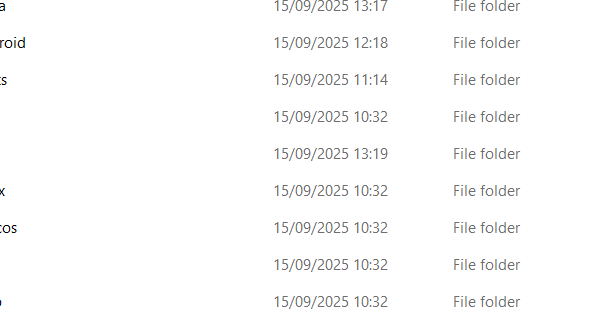 a 15/09/2025 13:17 File folder
roid 15/09/2025 12:18 File folder
s 15/09/2025 11:14 File folder
15/09/2025 10:32 File folder
15/09/2025 13:19 File folder
x 15/09/2025 10:32 File folder
cos 15/09/2025 10:32 File folder
15/09/2025 10:32 File folder
15/09/2025 10:32 File folder